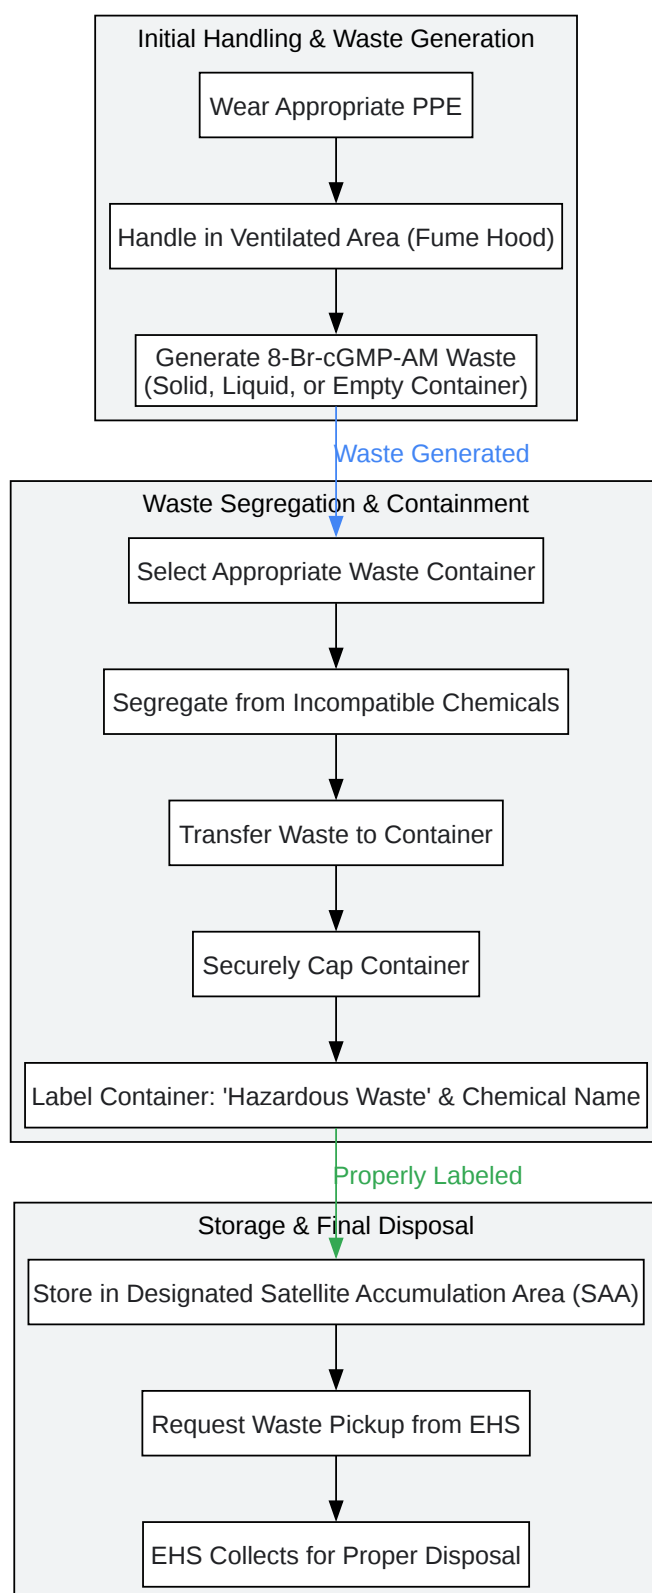 Initial Handling & Waste Generation
Wear Appropriate PPE
Handle in Ventilated Area (Fume Hood)
Generate 8-Br-cGMP-AM Waste
(Solid, Liquid, or Empty Container)
Waste Generated
Waste Segregation & Containment
Select Appropriate Waste Container
Segregate from Incompatible Chemicals
Transfer Waste to Container
Securely Cap Container
Label Container: 'Hazardous Waste' & Chemical Name
Properly Labeled
Storage & Final Disposal
Store in Designated Satellite Accumulation Area (SAA)
Request Waste Pickup from EHS
EHS Collects for Proper Disposal